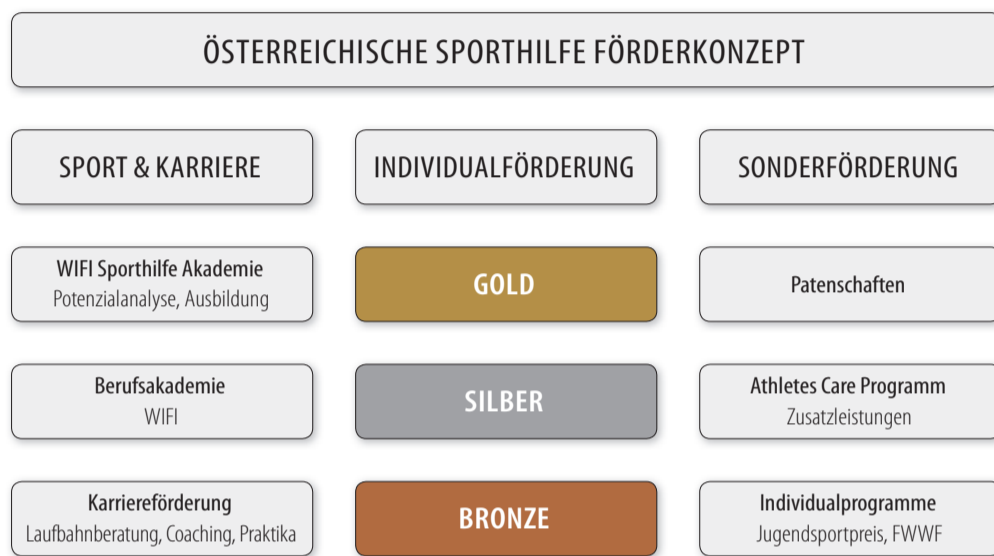 ÖSTERREICHISCHE SPORTHILFE FÖRDERKONZEPT
SPORT & KARRIERE
INDIVIDUALFÖRDERUNG
SONDERFÖRDERUNG
WIFI Sporthilfe Akademie
Potenzialanalyse, Ausbildung
GOLD
Patenschaften
Berufsakademie
WIFI
SILBER
Athletes Care Programm
Zusatzleistungen
Karriereförderung
Laufbahnberatung, Coaching, Praktika
BRONZE
Individualprogramme
Jugendsportpreis, FWWF